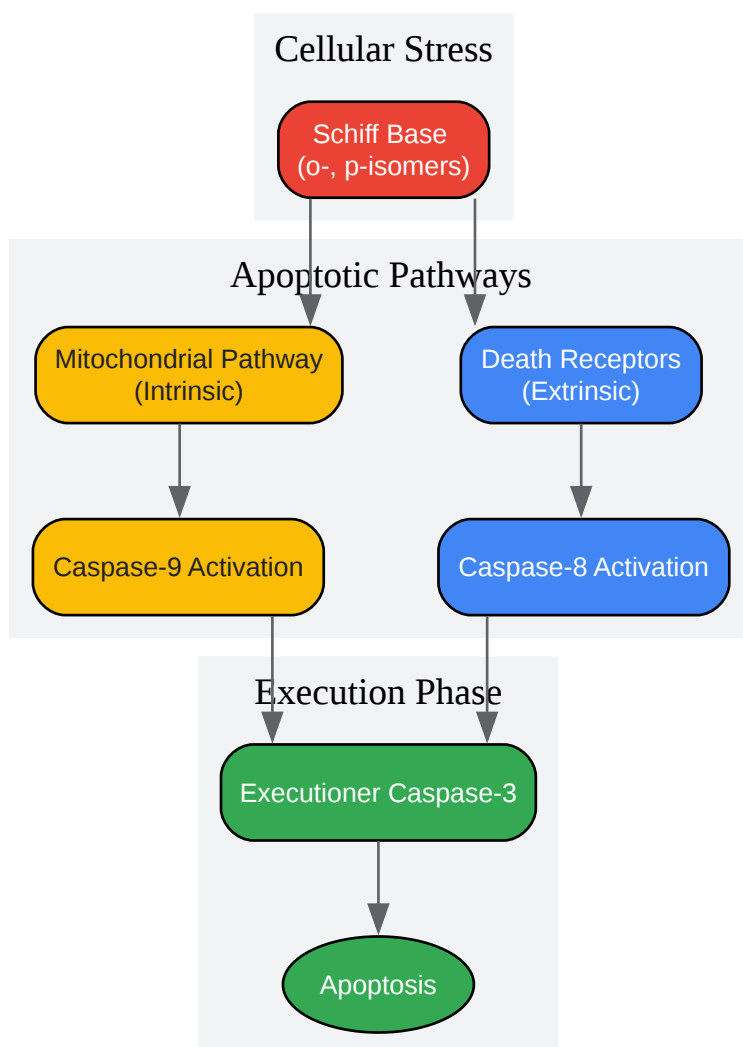 Cellular Stress
Schiff Base
(o-, p-isomers)
Apoptotic Pathways
Mitochondrial Pathway
(Intrinsic)
Death Receptors
(Extrinsic)
Caspase-9 Activation
Caspase-8 Activation
Execution Phase
Executioner Caspase-3
Apoptosis